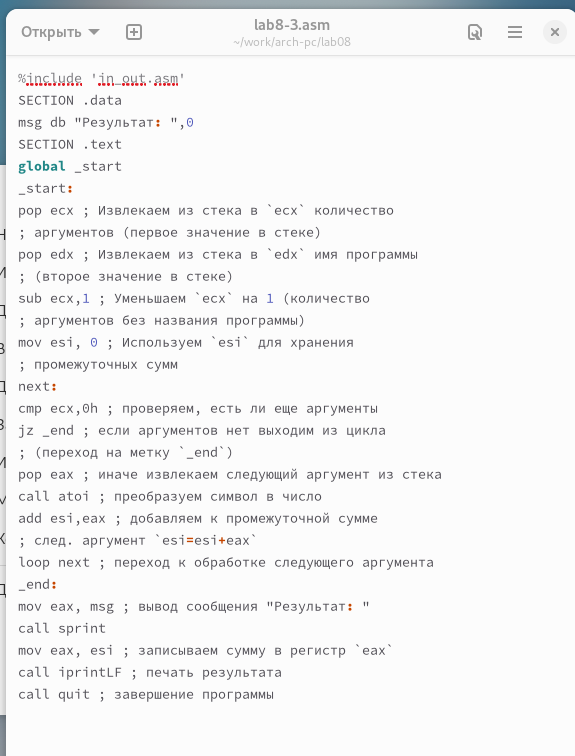 Открыть
lab8-3.asm
~/work/arch-pc/lab08
%include 'in_out.asm'
SECTION .data
msg db "Результат: ",0
SECTION .text
global _start
_start:
pop ecx ; Извлекаем из стека в `ecx` количество
; аргументов (первое значение в стеке)
pop edx ; Извлекаем из стека в `edx` имя программы
; (второе значение в стеке)
sub ecx,1 ; Уменьшаем `ecx` на 1 (количество
; аргументов без названия программы)
mov esi, 0 ; Используем `esi` для хранения
; промежуточных сумм
next:
cmp ecx,0h ; проверяем, есть ли еще аргументы
jz _end ; если аргументов нет выходим из цикла
; (переход на метку `_end`)
pop eax ; иначе извлекаем следующий аргумент из стека
call atoi ; преобразуем символ в число
add esi,eax ; добавляем к промежуточной сумме
; след. аргумент `esi=esi+eax`
loop next ; переход к обработке следующего аргумента
_end:
mov eax, msg ; вывод сообщения "Результат: "
call sprint
mov eax, esi ; записываем сумму в регистр `eax`
call iprintLF ; печать результата
call quit ; завершение программы